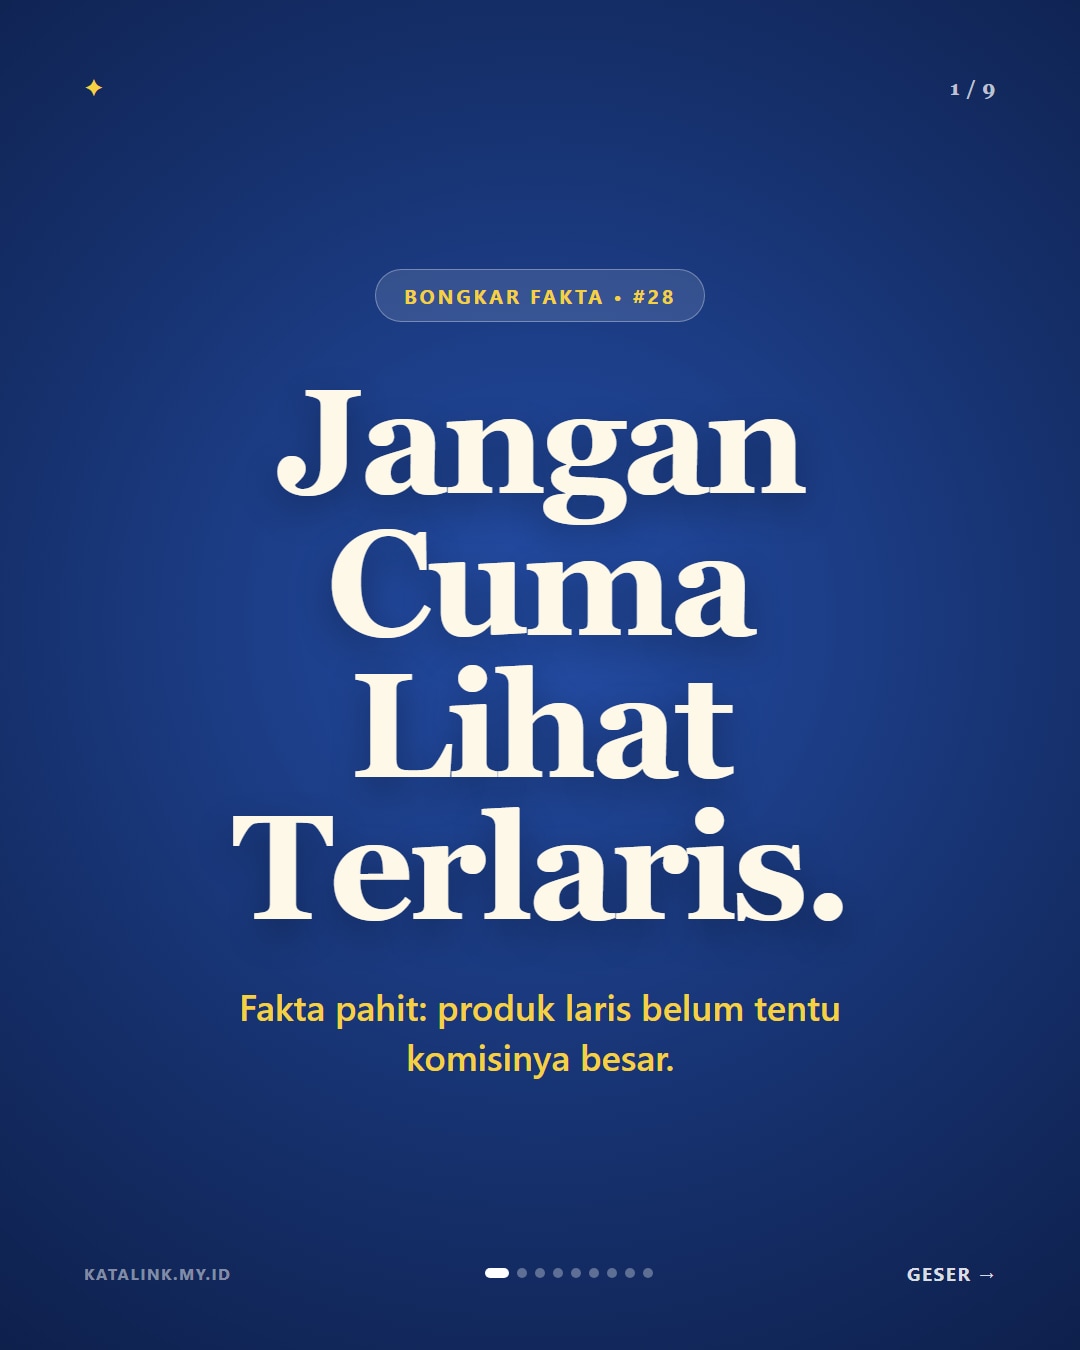 ✦
1 / 9
BONGKAR FAKTA • #28
Jangan
Cuma
Lihat
Terlaris.
Fakta pahit: produk laris belum tentu
komisinya besar.
KATALINK.MY.ID
GESER →